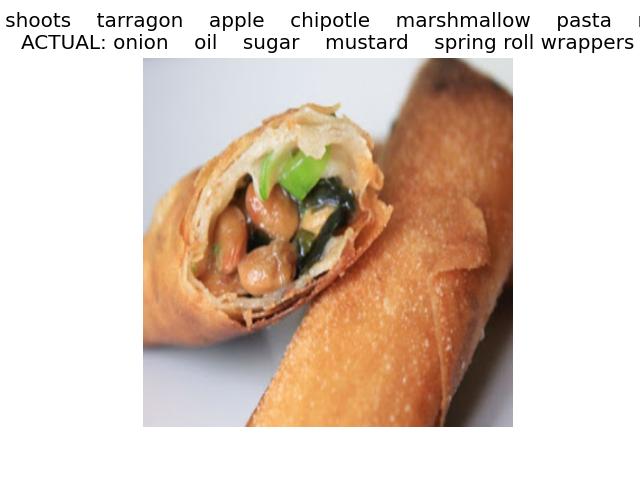 shoots tarragon apple chipotle marshmallow pasta
ACTUAL: onion oil sugar mustard spring roll wrappers